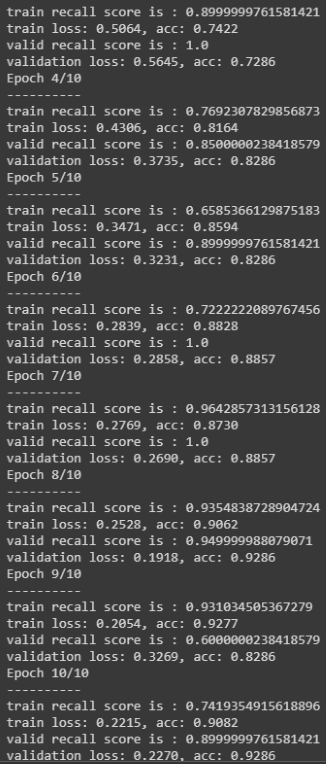 train recall score is : 0.8999999761581421
train loss: 0.5064, acc: 0.7422
valid recall score is : 1.0
validation loss: 0.5645, acc: 0.7286
Epoch 4/10
----------
train recall score is : 0.7692307829856873
train loss: 0.4306, acc: 0.8164
valid recall score is : 0.8500000238418579
validation loss: 0.3735, acc: 0.8286
Epoch 5/10
----------
train recall score is : 0.6585366129875183
train loss: 0.3471, acc: 0.8594
valid recall score is : 0.8999999761581421
validation loss: 0.3231, acc: 0.8286
Epoch 6/10
----------
train recall score is : 0.7222222089767456
train loss: 0.2839, acc: 0.8828
valid recall score is : 1.0
validation loss: 0.2858, acc: 0.8857
Epoch 7/10
----------
train recall score is : 0.9642857313156128
train loss: 0.2769, acc: 0.8730
valid recall score is : 1.0
validation loss: 0.2690, acc: 0.8857
Epoch 8/10
----------
train recall score is : 0.9354838728904724
train loss: 0.2528, acc: 0.9062
valid recall score is : 0.949999988079071
validation loss: 0.1918, acc: 0.9286
Epoch 9/10
----------
train recall score is : 0.931034505367279
train loss: 0.2054, acc: 0.9277
valid recall score is : 0.6000000238418579
validation loss: 0.3269, acc: 0.8286
Epoch 10/10
----------
train recall score is : 0.7419354915618896
train loss: 0.2215, acc: 0.9082
valid recall score is : 0.8999999761581421
validation loss: 0.2270, acc: 0.9286